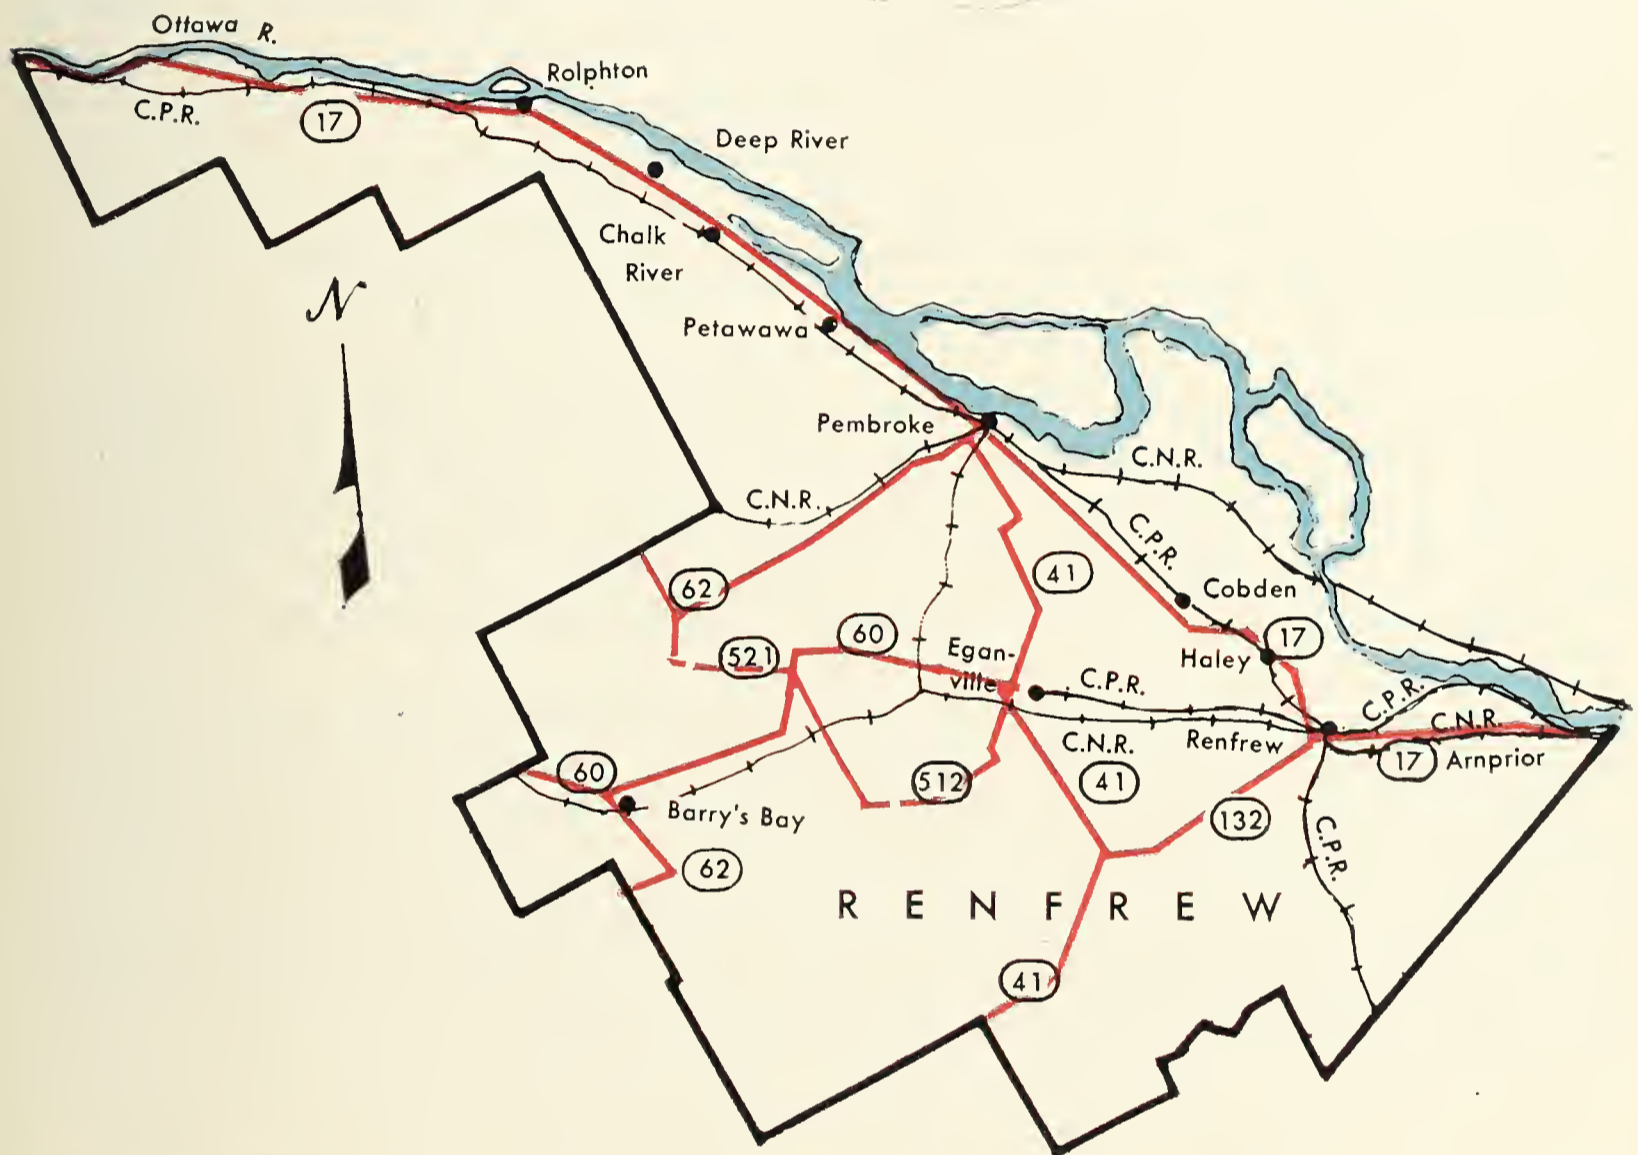 Ottawa R.
Rolphton
C.P.R.
17
Deep River
Chalk
River
N
Petawawa
Pembroke
C.N.R.
C.N.R.
C.P.R.
41
62
Cobden
60
17
521
Egan-
ville
Haley
C.P.R.
C.P.R.
C.N.R.
C.N.R.
Renfrew
17
Arnprior
60
512
41
Barry's Bay
132
C.P.R.
62
RENFREW
41